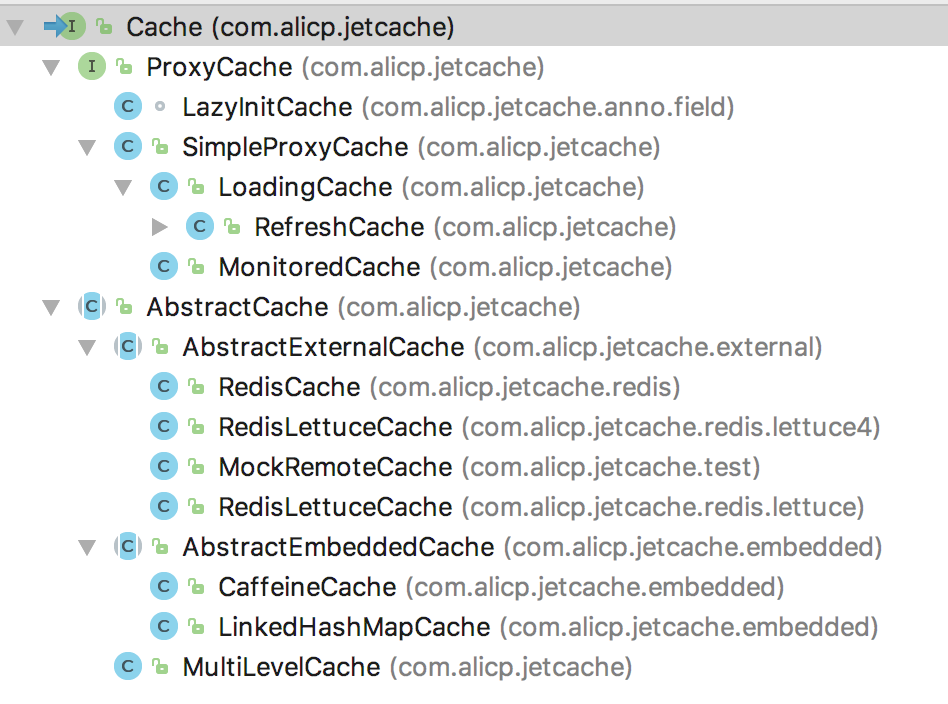 I Cache (com.alicp.jetcache)
I ProxyCache (com.alicp.jetcache)
C LazyInitCache (com.alicp.jetcache.anno.field)
C SimpleProxyCache (com.alicp.jetcache)
C LoadingCache (com.alicp.jetcache)
C RefreshCache (com.alicp.jetcache)
C MonitoredCache (com.alicp.jetcache)
C AbstractCache (com.alicp.jetcache)
C AbstractExternalCache (com.alicp.jetcache.external)
C RedisCache (com.alicp.jetcache.redis)
C RedisLettuceCache (com.alicp.jetcache.redis.lettuce4)
C MockRemoteCache (com.alicp.jetcache.test)
C RedisLettuceCache (com.alicp.jetcache.redis.lettuce)
C AbstractEmbeddedCache (com.alicp.jetcache.embedded)
C CaffeineCache (com.alicp.jetcache.embedded)
C LinkedHashMapCache (com.alicp.jetcache.embedded)
C MultiLevelCache (com.alicp.jetcache)